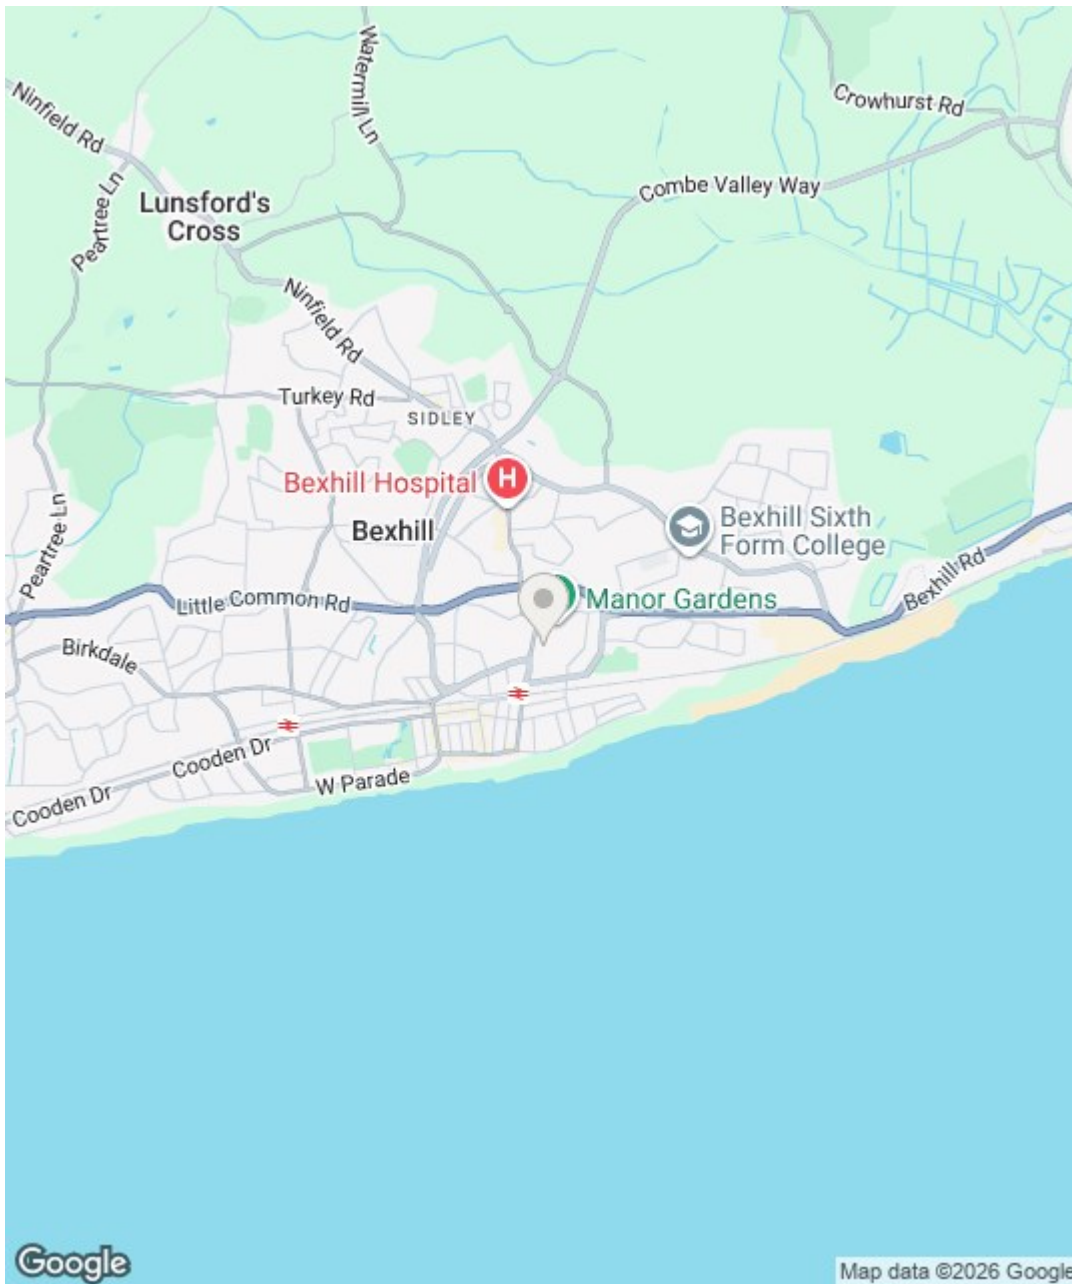 Watermill Ln
Ninfield Rd
Crowhurst Rd
Combe Valley Way
Peartree Ln
Lunsford's
Cross
Ninfield Rd
Turkey Rd
SIDLEY
Bexhill Hospital
H
Bexhill
Bexhill Sixth
Form College
Peartree Ln
Bexhill Rd
Little Common Rd
Manor Gardens
Birkdale
Cooden Dr
W Parade
Cooden Dr
Google
Map data ©2026 Google